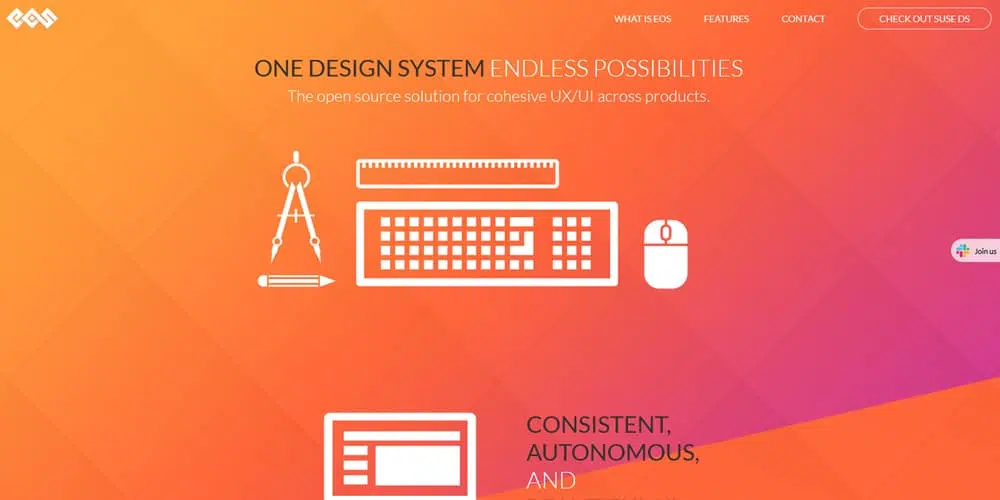 eos
WHAT IS EOS
FEATURES
CONTACT
CHECK OUT SUSE DS
ONE DESIGN SYSTEM ENDLESS POSSIBILITIES
The open source solution for cohesive UX/UI across products.
Join us
CONSISTENT,
AUTONOMOUS,
AND